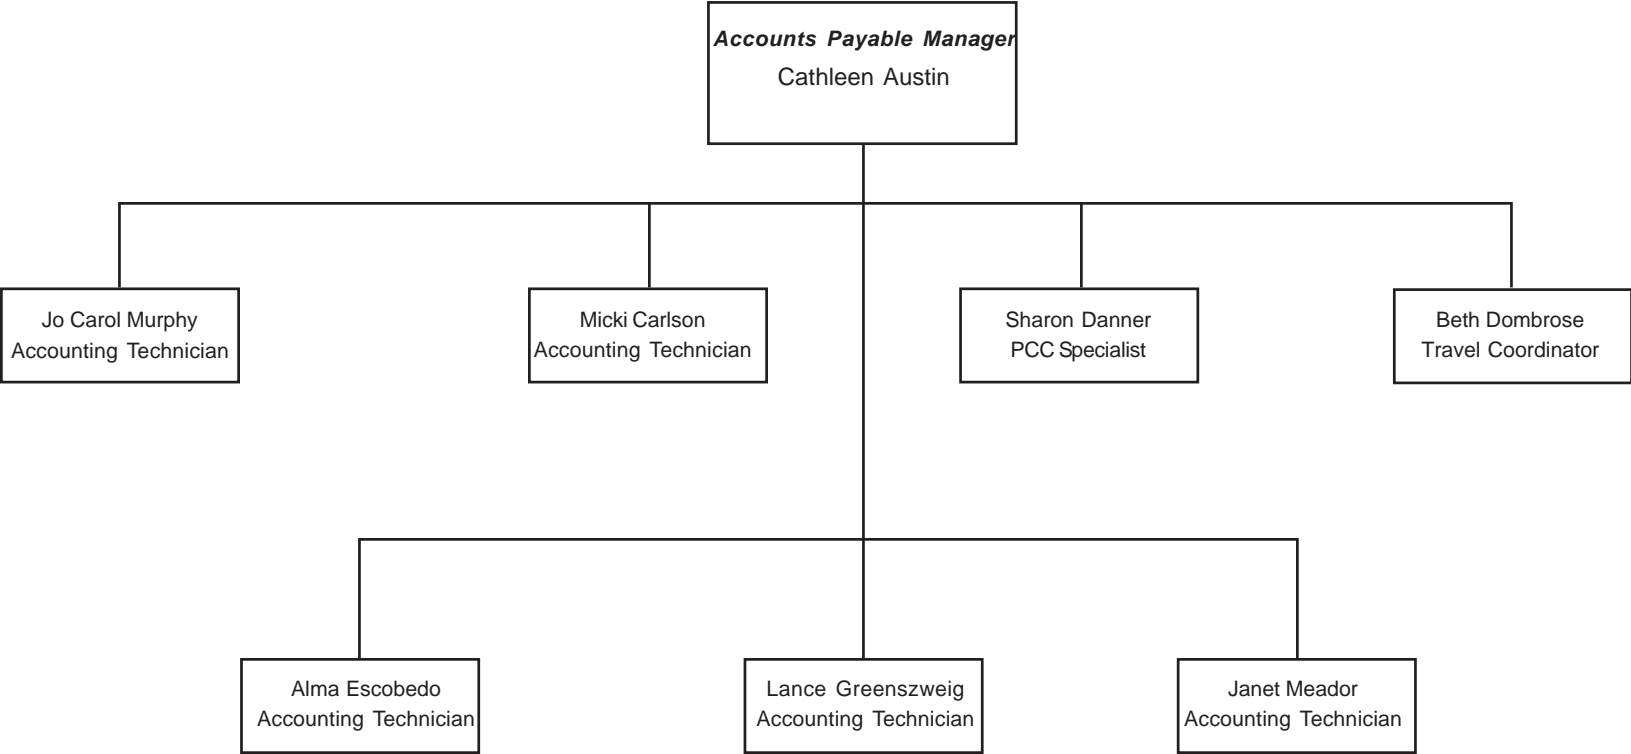 Accounts Payable Manager
Cathleen Austin
Jo Carol Murphy
Accounting Technician
Micki Carlson
Accounting Technician
Sharon Danner
PCC Specialist
Beth Dombrose
Travel Coordinator
Alma Escobedo
Accounting Technician
Lance Greenszweig
Accounting Technician
Janet Meador
Accounting Technician